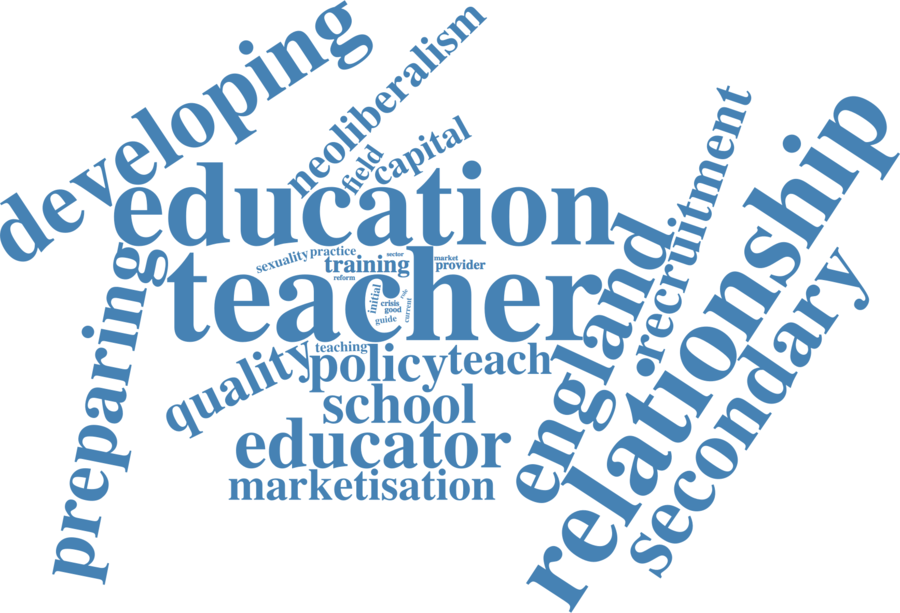 developing
neoliberalism
field
capital
education
sexuality
practice
sector
market
training
provider
reform
teacher
initial
crisis
good
guide
role
current
preparing
quality
teaching
policy
teach
school
educator
marketisation
england
recruitment
relationship
secondary